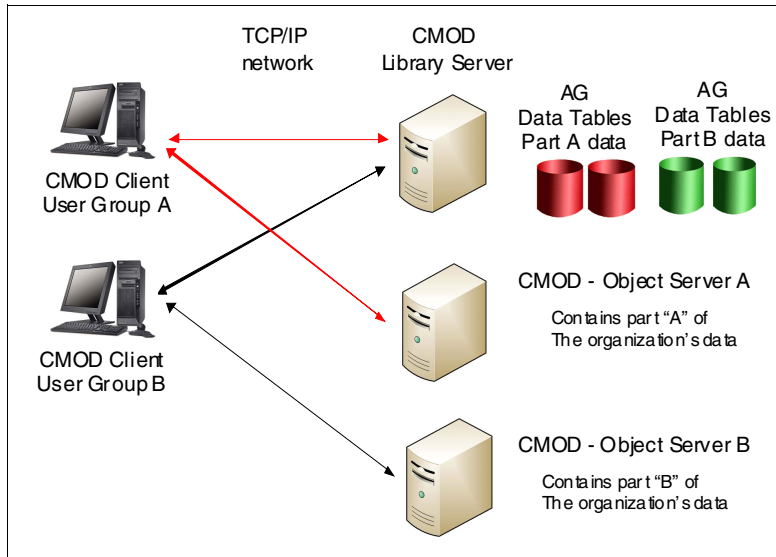 TCP/IP
network
CMOD
Library Server
AG
Data Tables
Part A data
AG
Data Tables
Part B data
CMOD Client
User Group A
CMOD Client
User Group B
CMOD - Object Server A
Contains part “A” of
The organization’s data
CMOD - Object Server B
Contains part “B” of
The organization’s data